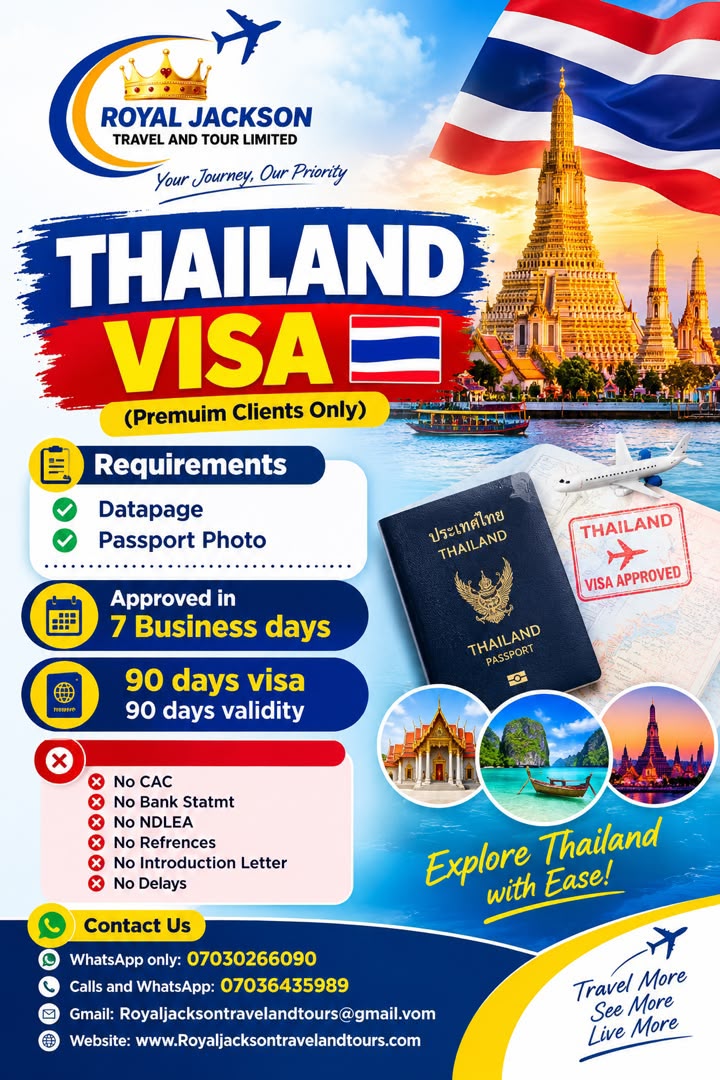 ROYAL JACKSON
TRAVEL AND TOUR LIMITED
Your Journey, Our Priority
THAILAND
VISA
(Premuim Clients Only)
Requirements
Datapage
Passport Photo
Approved in
7 Business days
PASSPORT
90 days visa
90 days validity
No CAC
No Bank Statmt
No NDLEA
No Refrences
No Introduction Letter
No Delays
ประเทศไทย
THAILAND
THAILAND
PASSPORT
THAILAND
VISA APPROVED
Explore Thailand
with Ease!
Contact Us
WhatsApp only: 07030266090
Calls and WhatsApp: 07036435989
Gmail: Royaljacksontravelandtours@gmail.vom
Website: www.Royaljacksontravelandtours.com
Travel More
See More
Live More